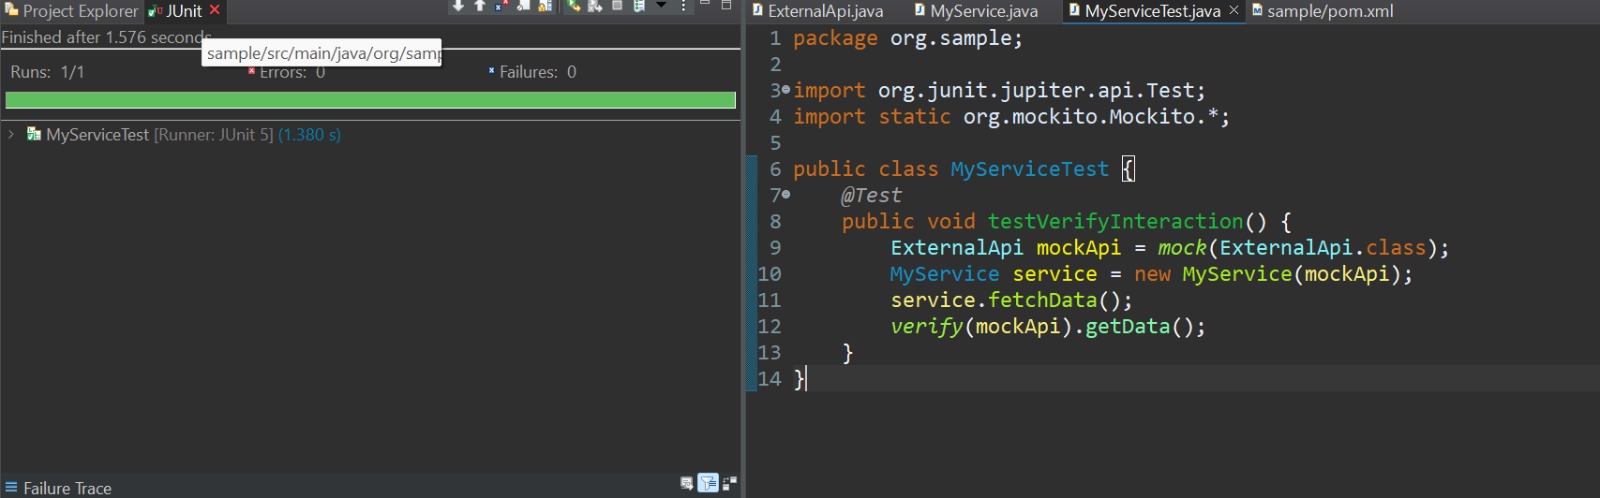 Project Explorer JUnit
Finished after 1.576 seconds
sample/src/main/java/org/samp
Runs: 1/1 Errors: 0 Failures: 0
MyServiceTest [Runner: JUnit 5] (1.380 s)
Failure Trace
ExternalApi.java MyService.java MyServiceTest.java sample/pom.xml
1 package org.sample;
2
3 import org.junit.jupiter.api.Test;
4 import static org.mockito.Mockito.*;
5
6 public class MyServiceTest {
7 @Test
8 public void testVerifyInteraction() {
9 ExternalApi mockApi = mock(ExternalApi.class);
10 MyService service = new MyService(mockApi);
11 service.fetchData();
12 verify(mockApi).getData();
13 }
14 }